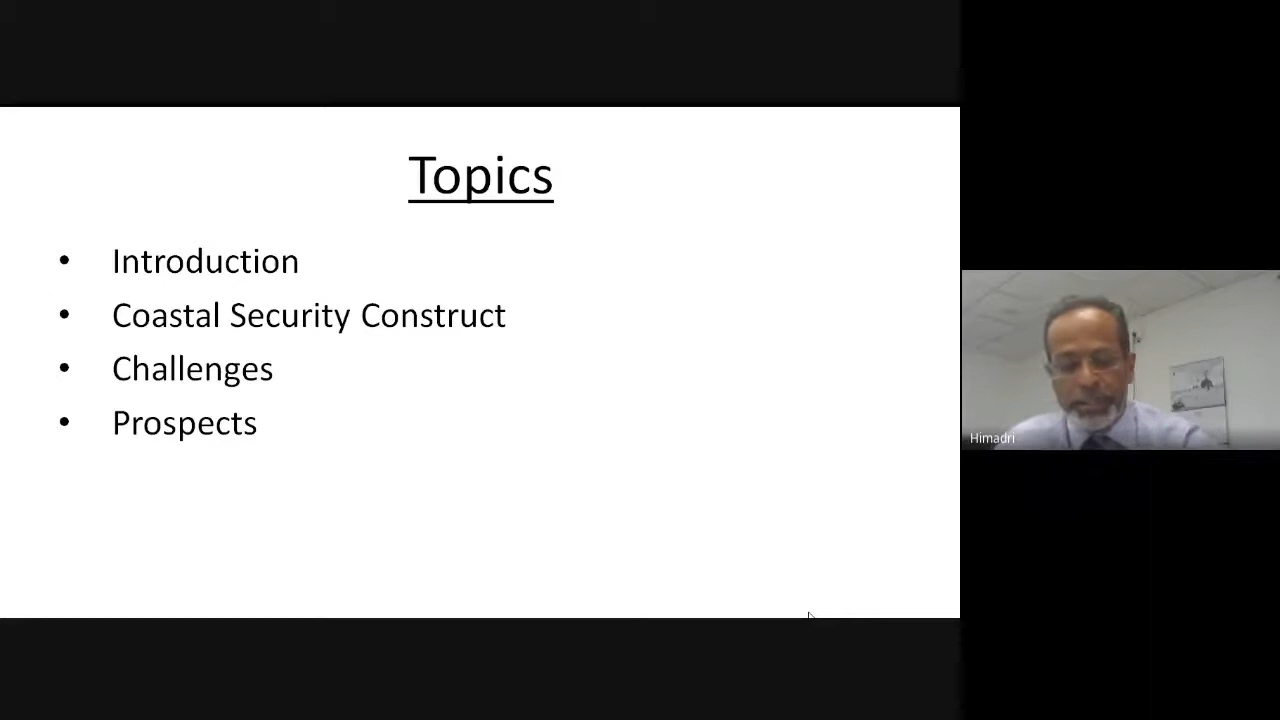 Topics
• Introduction
• Coastal Security Construct
• Challenges
• Prospects
Himadri